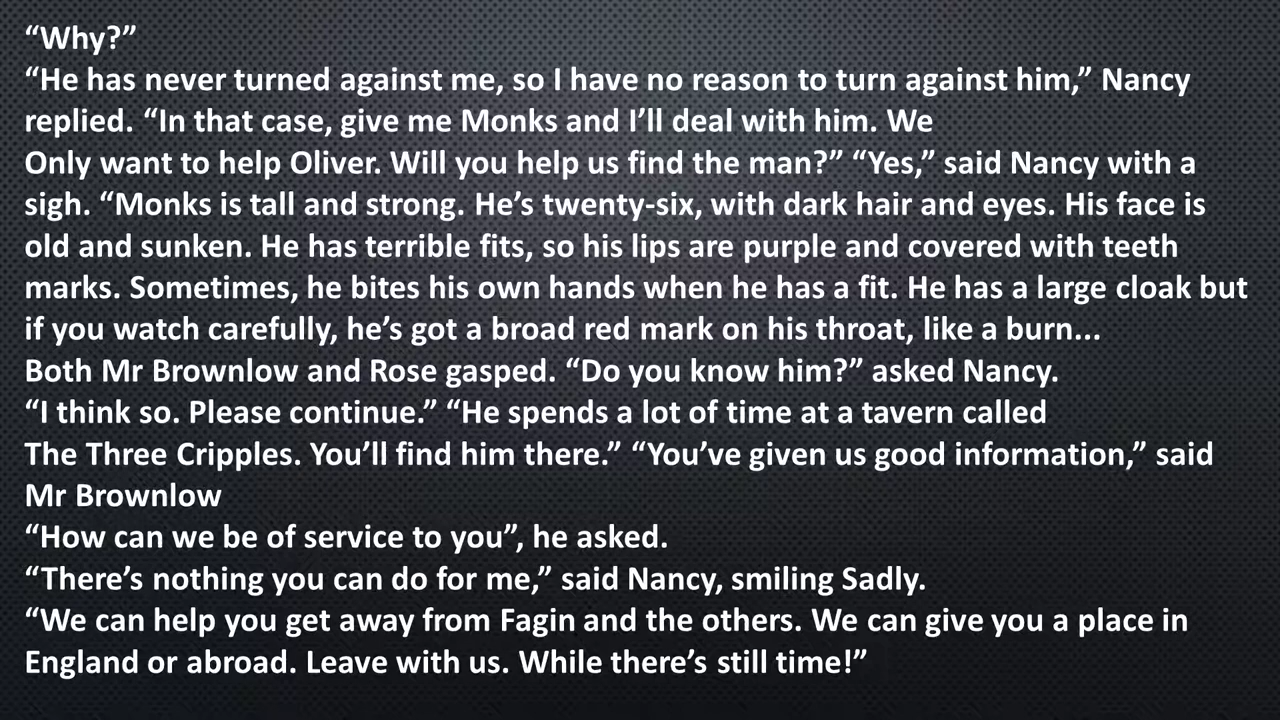 “Why?”
“He has never turned against me, so I have no reason to turn against him,” Nancy
replied. “In that case, give me Monks and I’ll deal with him. We
Only want to help Oliver. Will you help us find the man?” “Yes,” said Nancy with a
sigh. “Monks is tall and strong. He’s twenty-six, with dark hair and eyes. His face is
old and sunken. He has terrible fits, so his lips are purple and covered with teeth
marks. Sometimes, he bites his own hands when he has a fit. He has a large cloak but
if you watch carefully, he’s got a broad red mark on his throat, like a burn...
Both Mr Brownlow and Rose gasped. “Do you know him?” asked Nancy.
“I think so. Please continue.” “He spends a lot of time at a tavern called
The Three Cripples. You’ll find him there.” “You’ve given us good information,” said
Mr Brownlow
“How can we be of service to you”, he asked.
“There’s nothing you can do for me,” said Nancy, smiling Sadly.
“We can help you get away from Fagin and the others. We can give you a place in
England or abroad. Leave with us. While there’s still time!”